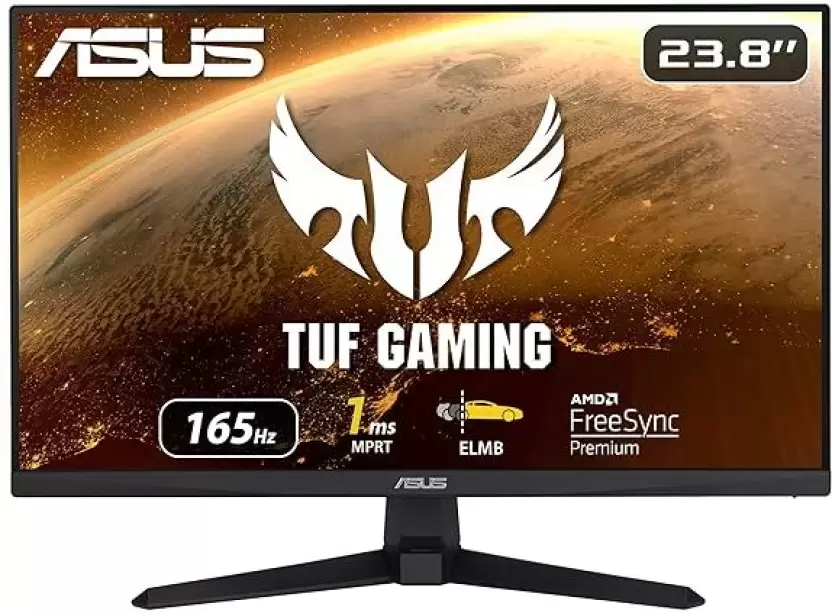 ASUS
23.8"
TUF GAMING
165Hz
1ms
MPRT
ELMB
AMD
FreeSync
Premium
ASUS